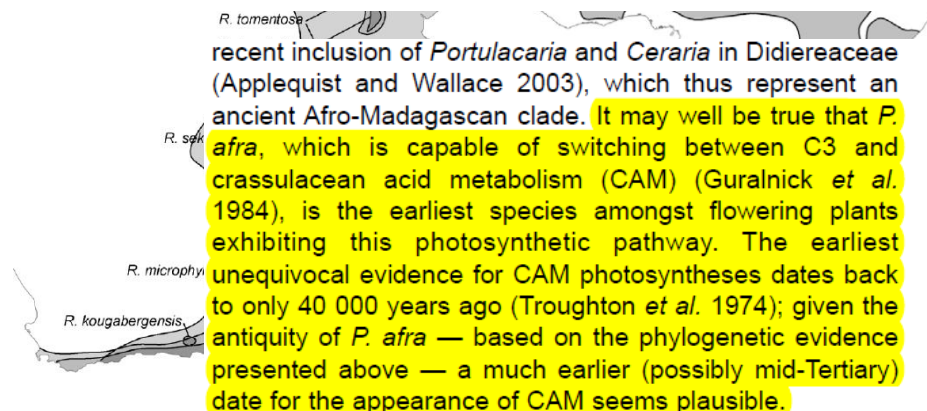 R. tomentosa
recent inclusion of Portulacaria and Ceraria in Didiereaceae
(Applequist and Wallace 2003), which thus represent an
ancient Afro-Madagascan clade. It may well be true that P.
afra, which is capable of switching between C3 and
crassulacean acid metabolism (CAM) (Guralnick et al.
1984), is the earliest species amongst flowering plants
exhibiting this photosynthetic pathway. The earliest
unequivocal evidence for CAM photosyntheses dates back
to only 40 000 years ago (Troughton et al. 1974); given the
antiquity of P. afra — based on the phylogenetic evidence
presented above — a much earlier (possibly mid-Tertiary)
date for the appearance of CAM seems plausible.
R. sek
R. microphyl
R. kougabergensis